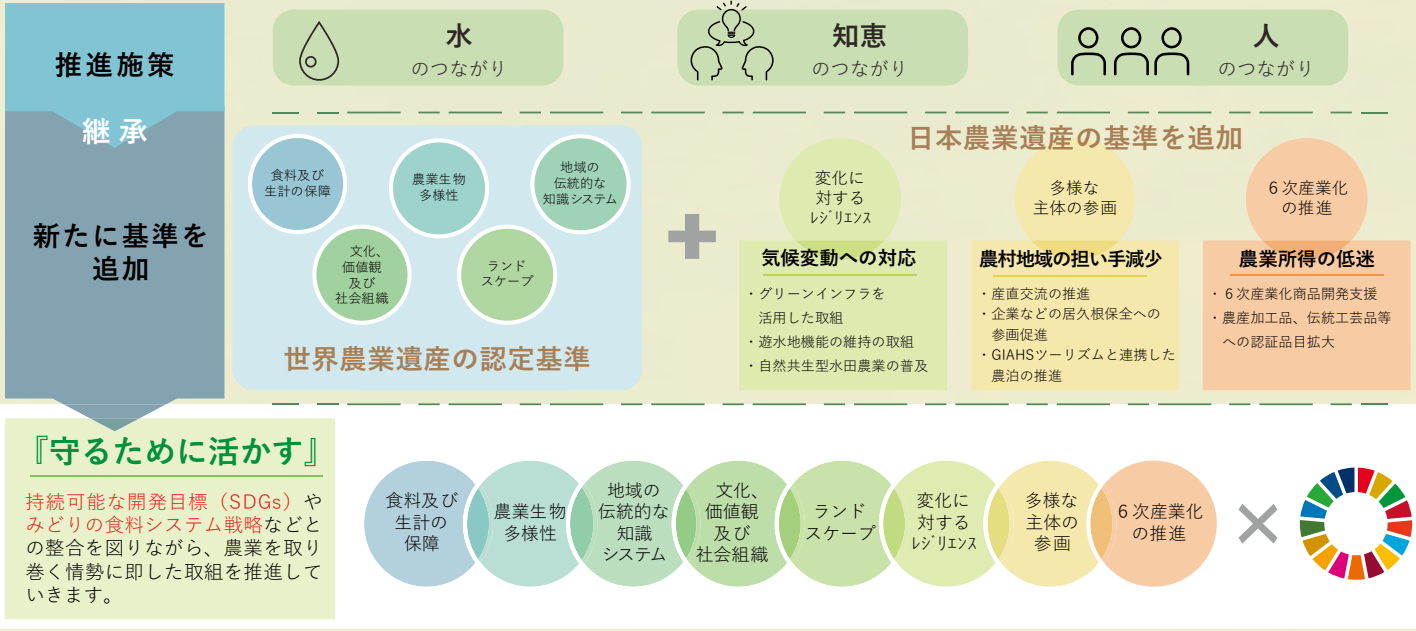 推進施策
水
のつながり
知恵
のつながり
人
のつながり
継承
新たに基準を
追加
食料及び
生計の保障
農業生物
多様性
地域の
伝統的な
知識システム
文化、
価値観
及び
社会組織
ランド
スケープ
世界農業遺産の認定基準
日本農業遺産の基準を追加
変化に
対する
レジリエンス
気候変動への対応
・グリーンインフラを
活用した取組
・遊水地機能の維持の取組
・自然共生型水田農業の普及
多様な
主体の参画
農村地域の担い手減少
・産直交流の推進
・企業などの居久根保全への
参画促進
・GIAHSツーリズムと連携した
農泊の推進
6次産業化
の推進
農業所得の低迷
・6次産業化商品開発支援
・農産加工品、伝統工芸品等
への認証品目拡大
『守るために活かす』
持続可能な開発目標（SDGs）や
みどりの食料システム戦略などと
の整合を図りながら、農業を取り
巻く情勢に即した取組を推進して
いきます。
食料及び
生計の
保障
農業生物
多様性
地域の
伝統的な
知識
システム
文化、
価値観
及び
社会組織
ランド
スケープ
変化に
対する
レジリエンス
多様な
主体の
参画
6次産業化
の推進